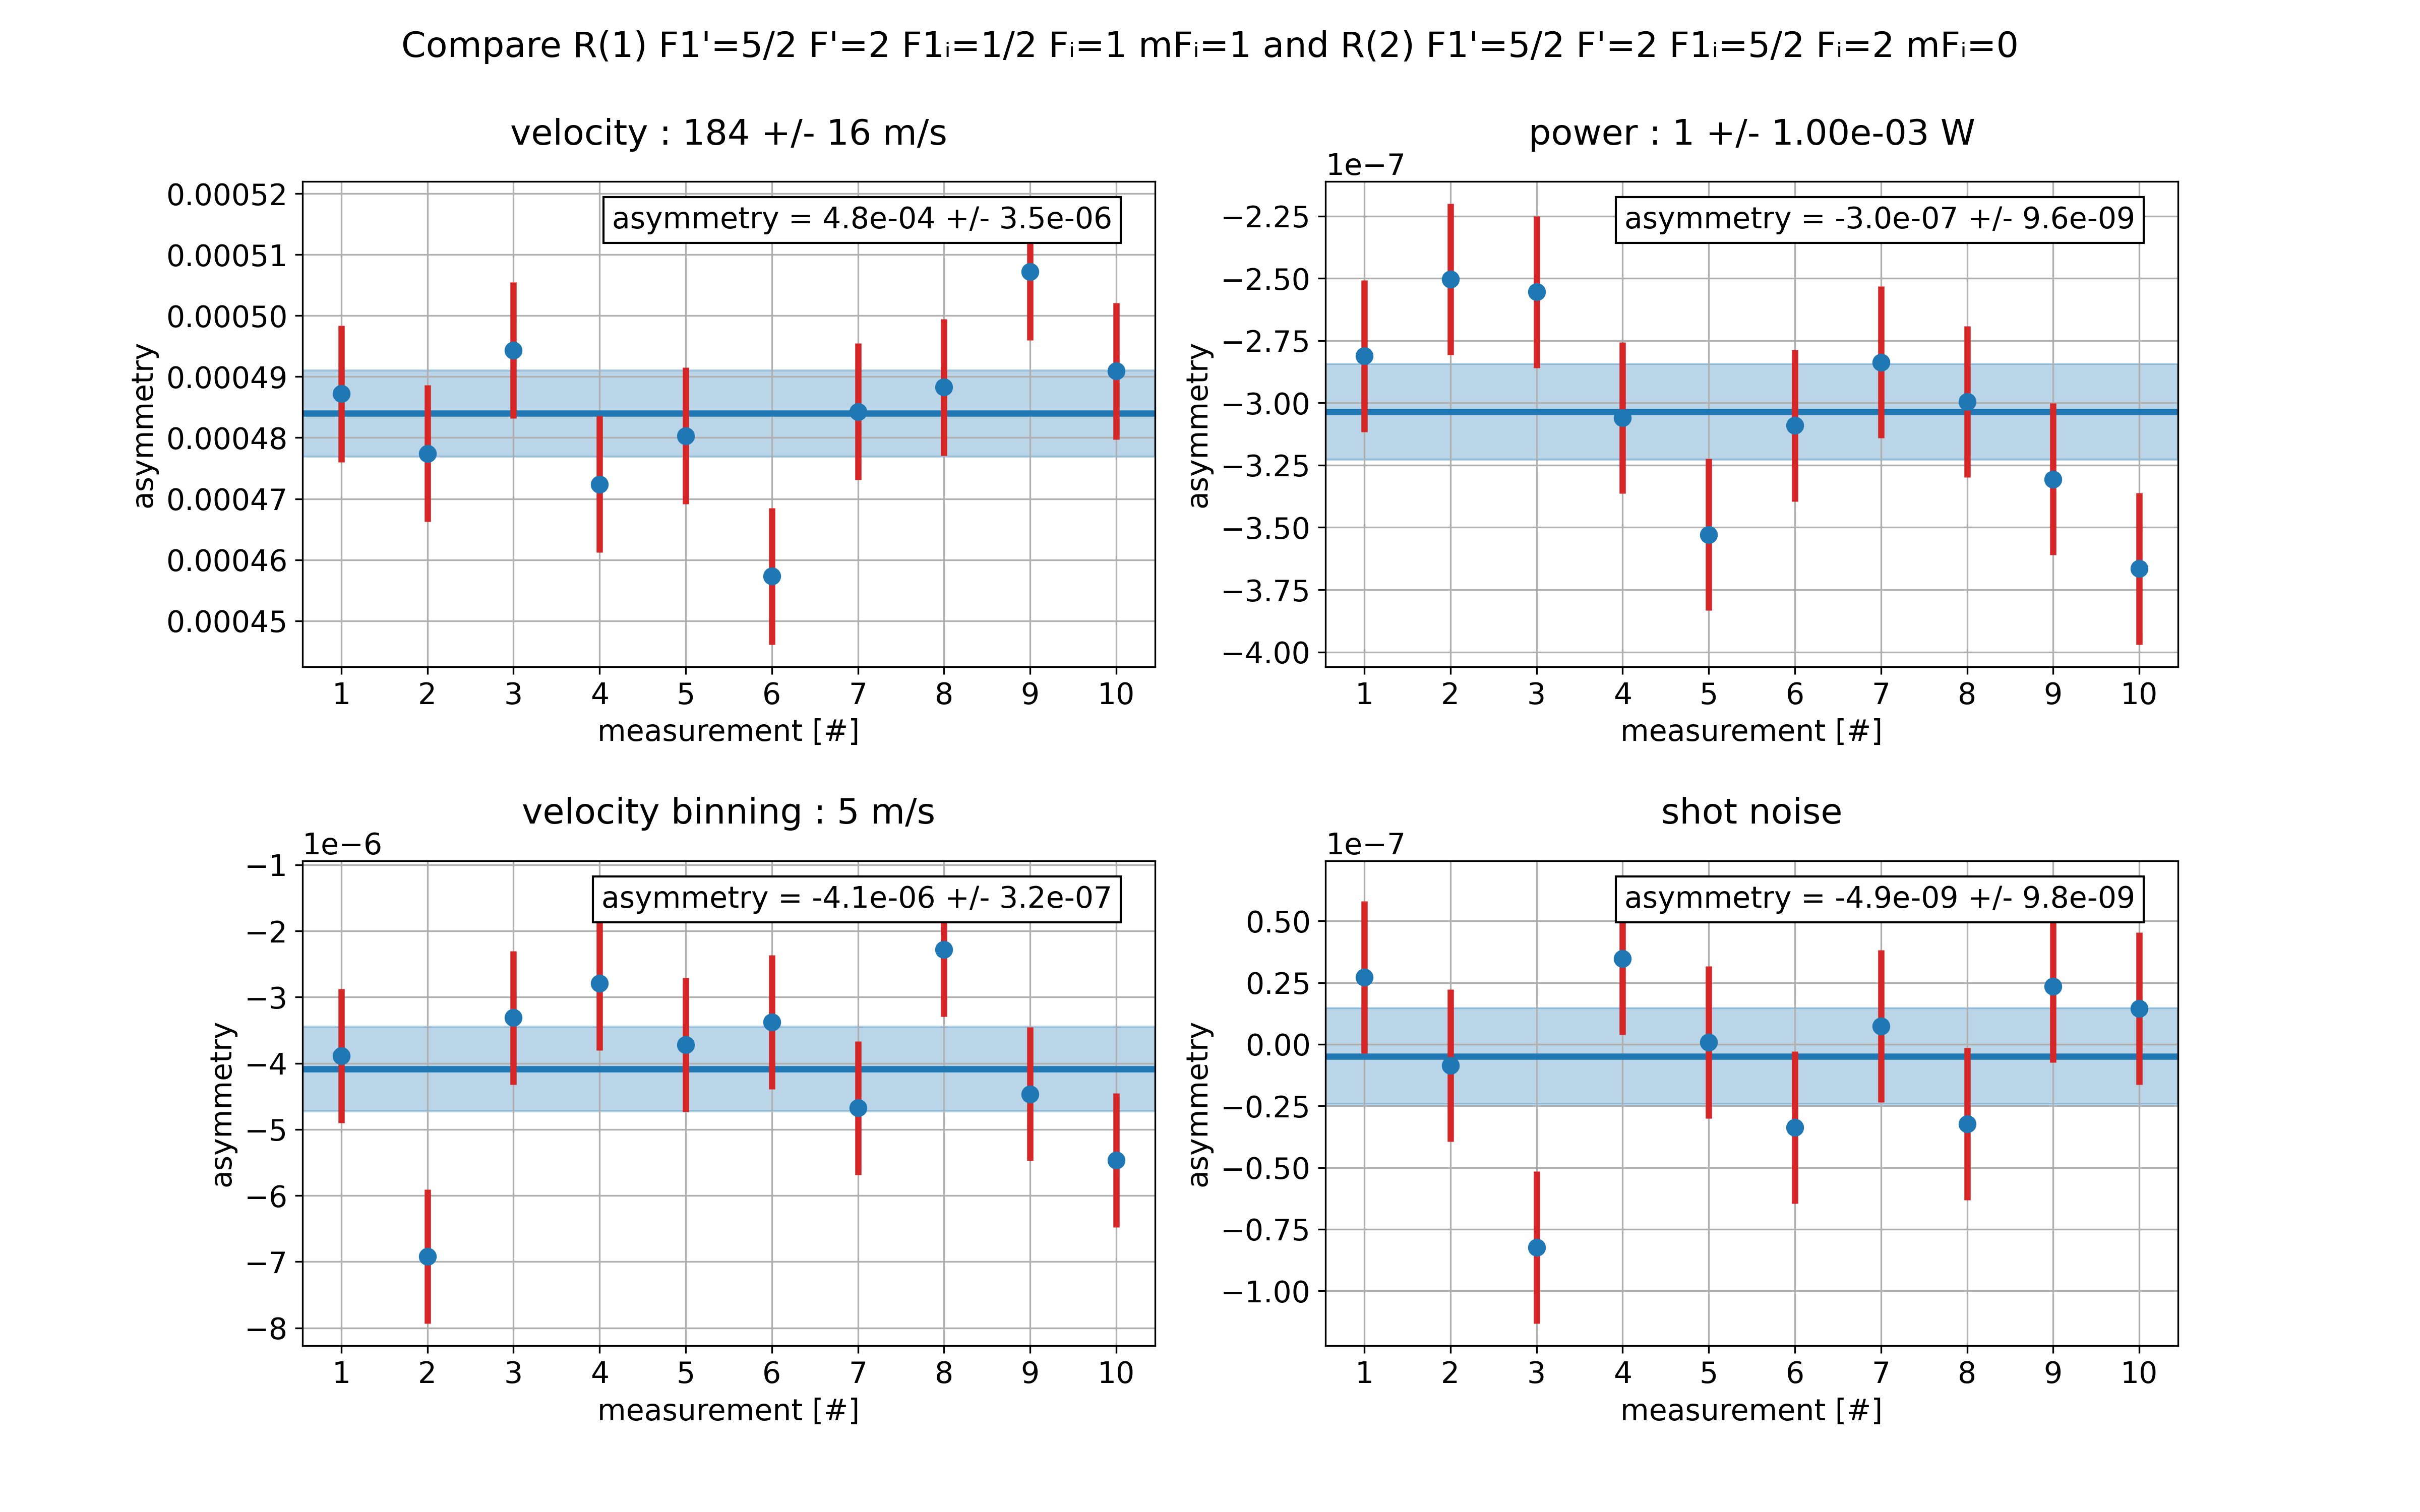 Compare R(1) F1'=5/2 F'=2 F1ᵢ=1/2 Fᵢ=1 mFᵢ=1 and R(2) F1'=5/2 F'=2 F1ᵢ=5/2 Fᵢ=2 mFᵢ=0
velocity : 184 +/- 16 m/s
asymmetry = 4.8e-04 +/- 3.5e-06
0.00052
0.00051
0.00050
0.00049
0.00048
0.00047
0.00046
0.00045
asymmetry
1 2 3 4 5 6 7 8 9 10
measurement [#]
power : 1 +/- 1.00e-03 W
1e−7
asymmetry = -3.0e-07 +/- 9.6e-09
−2.25
−2.50
−2.75
−3.00
−3.25
−3.50
−3.75
−4.00
asymmetry
1 2 3 4 5 6 7 8 9 10
measurement [#]
velocity binning : 5 m/s
1e−6
asymmetry = -4.1e-06 +/- 3.2e-07
−1
−2
−3
−4
−5
−6
−7
−8
asymmetry
1 2 3 4 5 6 7 8 9 10
measurement [#]
shot noise
1e−7
asymmetry = -4.9e-09 +/- 9.8e-09
0.50
0.25
0.00
−0.25
−0.50
−0.75
−1.00
asymmetry
1 2 3 4 5 6 7 8 9 10
measurement [#]